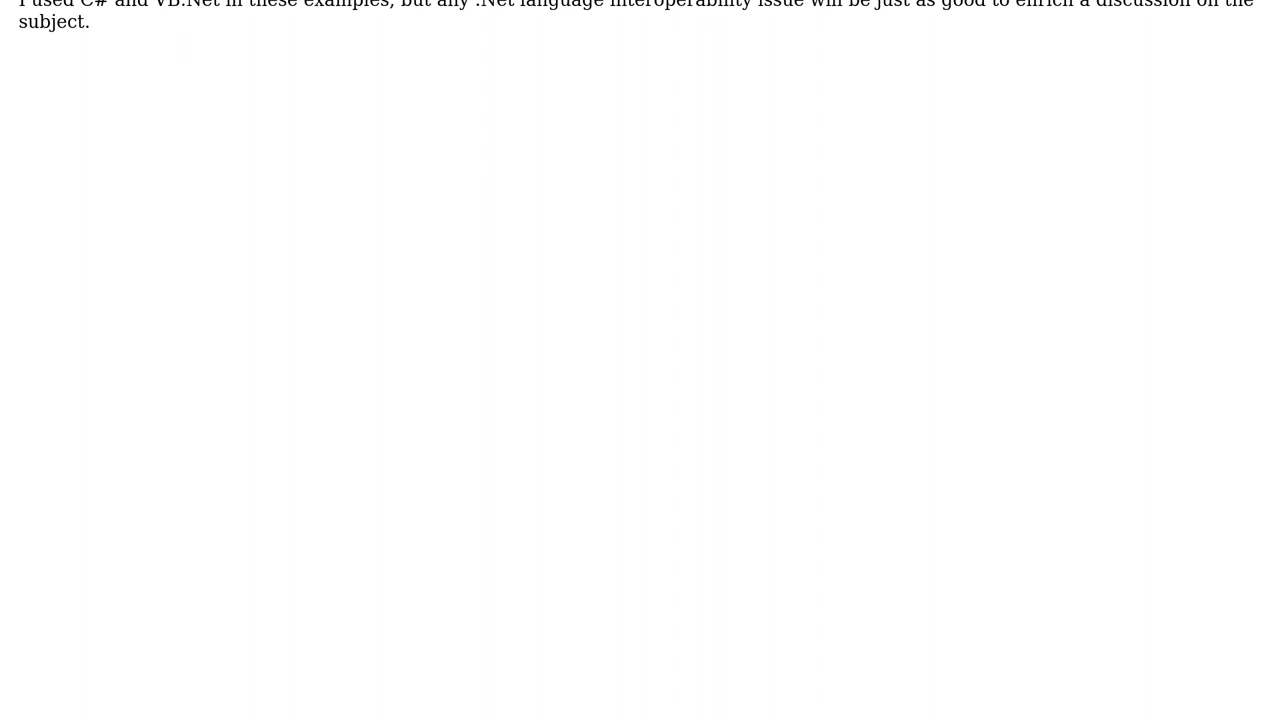 I used C# and VB.Net in these examples, but any .Net language interoperability issue will be just as good to enrich a discussion on the
subject.